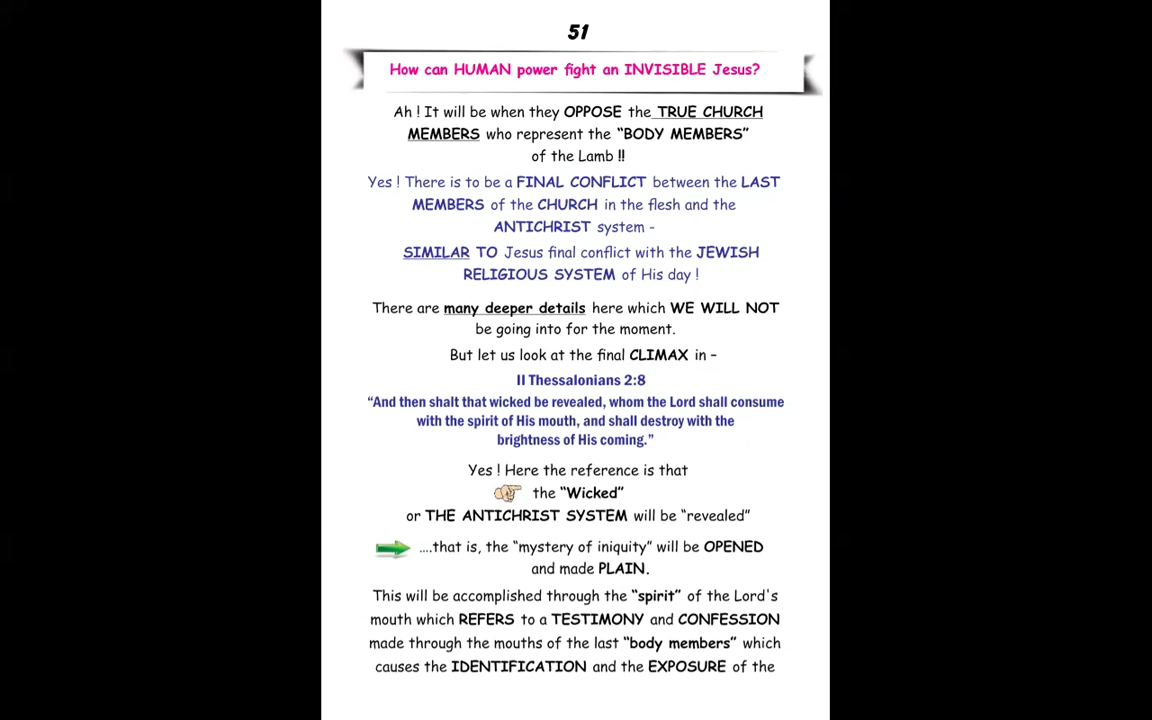 51
How can HUMAN power fight an INVISIBLE Jesus?
Ah ! It will be when they OPPOSE the TRUE CHURCH
MEMBERS who represent the “BODY MEMBERS”
of the Lamb !!
Yes ! There is to be a FINAL CONFLICT between the LAST
MEMBERS of the CHURCH in the flesh and the
ANTICHRIST system -
SIMILAR TO Jesus final conflict with the JEWISH
RELIGIOUS SYSTEM of His day !
There are many deeper details here which WE WILL NOT
be going into for the moment.
But let us look at the final CLIMAX in –
II Thessalonians 2:8
“And then shalt that wicked be revealed, whom the Lord shall consume
with the spirit of His mouth, and shall destroy with the
brightness of His coming.”
Yes ! Here the reference is that
the “Wicked”
or THE ANTICHRIST SYSTEM will be “revealed”
....that is, the “mystery of iniquity” will be OPENED
and made PLAIN.
This will be accomplished through the “spirit” of the Lord's
mouth which REFERS to a TESTIMONY and CONFESSION
made through the mouths of the last “body members” which
causes the IDENTIFICATION and the EXPOSURE of the